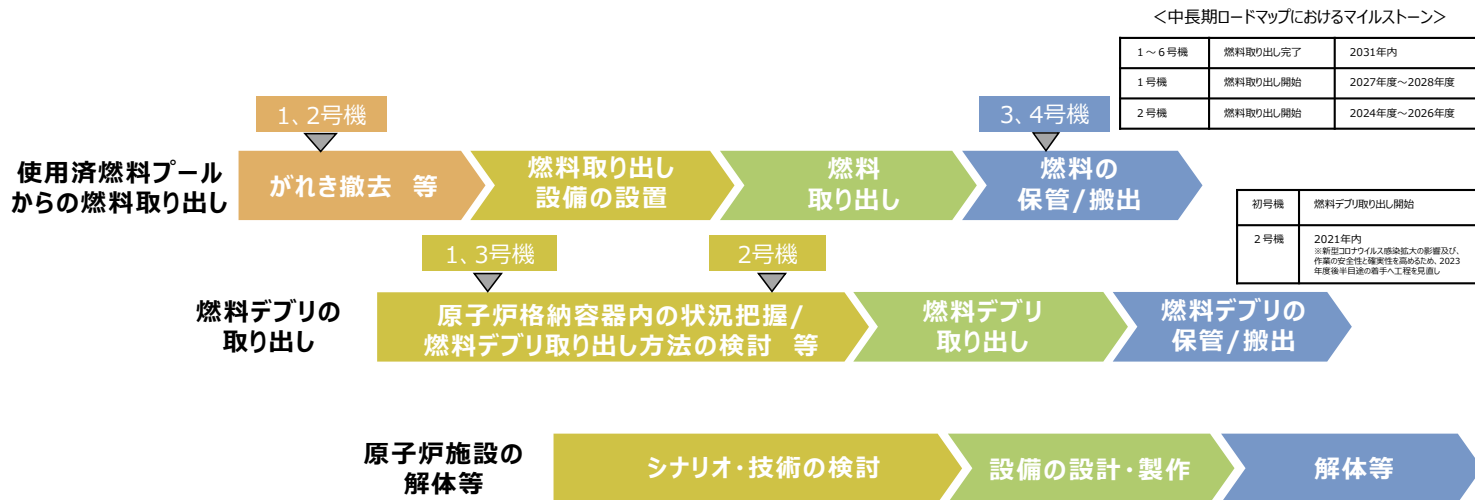 ＜中長期ロードマップにおけるマイルストーン＞
1～6号機 燃料取り出し完了 2031年内
1号機 燃料取り出し開始 2027年度～2028年度
2号機 燃料取り出し開始 2024年度～2026年度
1、2号機
3、4号機
使用済燃料プール
からの燃料取り出し
がれき撤去 等
燃料取り出し
設備の設置
燃料
取り出し
燃料の
保管/搬出
初号機 燃料デブリ取り出し開始
2号機 2021年内
※新型コロナウイルス感染拡大の影響及び、
作業の安全性と確実性を高めるため、2023
年度後半目途の着手へ工程を見直し
1、3号機
2号機
燃料デブリの
取り出し
原子炉格納容器内の状況把握/
燃料デブリ取り出し方法の検討 等
燃料デブリ
取り出し
燃料デブリの
保管/搬出
原子炉施設の
解体等
シナリオ・技術の検討
設備の設計・製作
解体等